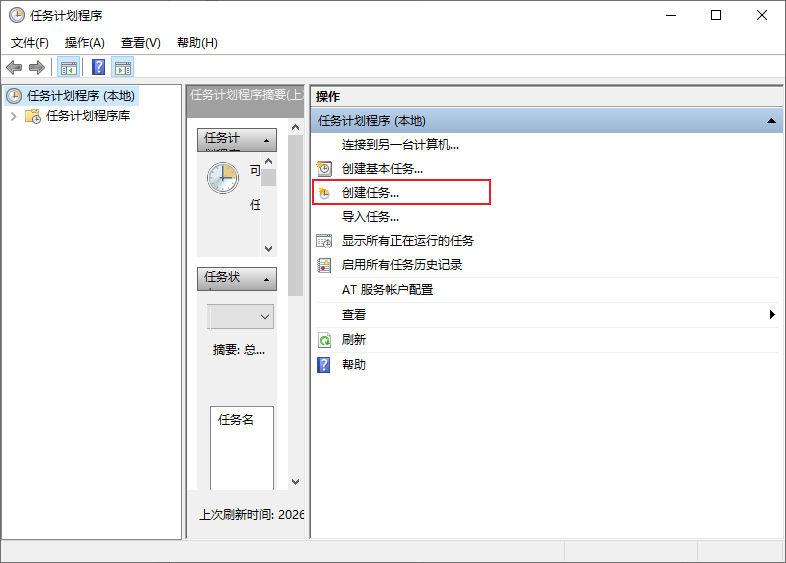 任务计划程序
文件(F) 操作(A) 查看(V) 帮助(H)
任务计划程序 (本地)
任务计划程序库
任务计划程序摘要(上
任务计
可
任
任务状
摘要: 总...
任务名
上次刷新时间: 2026
操作
任务计划程序 (本地)
连接到另一台计算机...
创建基本任务...
创建任务...
导入任务...
显示所有正在运行的任务
启用所有任务历史记录
AT 服务帐户配置
查看
刷新
帮助